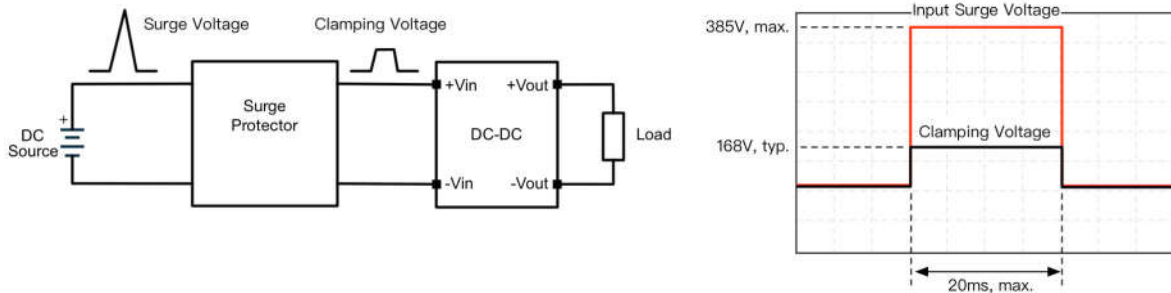 Surge Voltage
Clamping Voltage
+
DC
Source
Surge
Protector
+Vin
+Vout
DC-DC
-Vin
-Vout
Load
Input Surge Voltage
385V, max.
Clamping Voltage
168V, typ.
20ms, max.